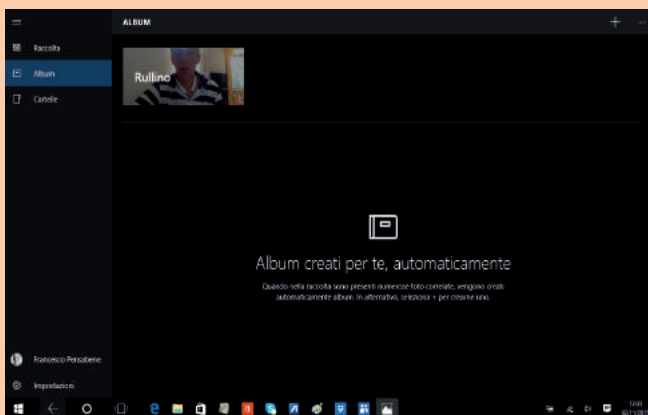 ALBUM
Raccolta
Rullino
Album
Cartelle
Album creati per te, automaticamente
Quando nella raccolta sono presenti numerose foto correlate, vengono creati
automaticamente album. In alternativa, seleziona + per crearne uno.
Francesco Pensabene
Impostazioni